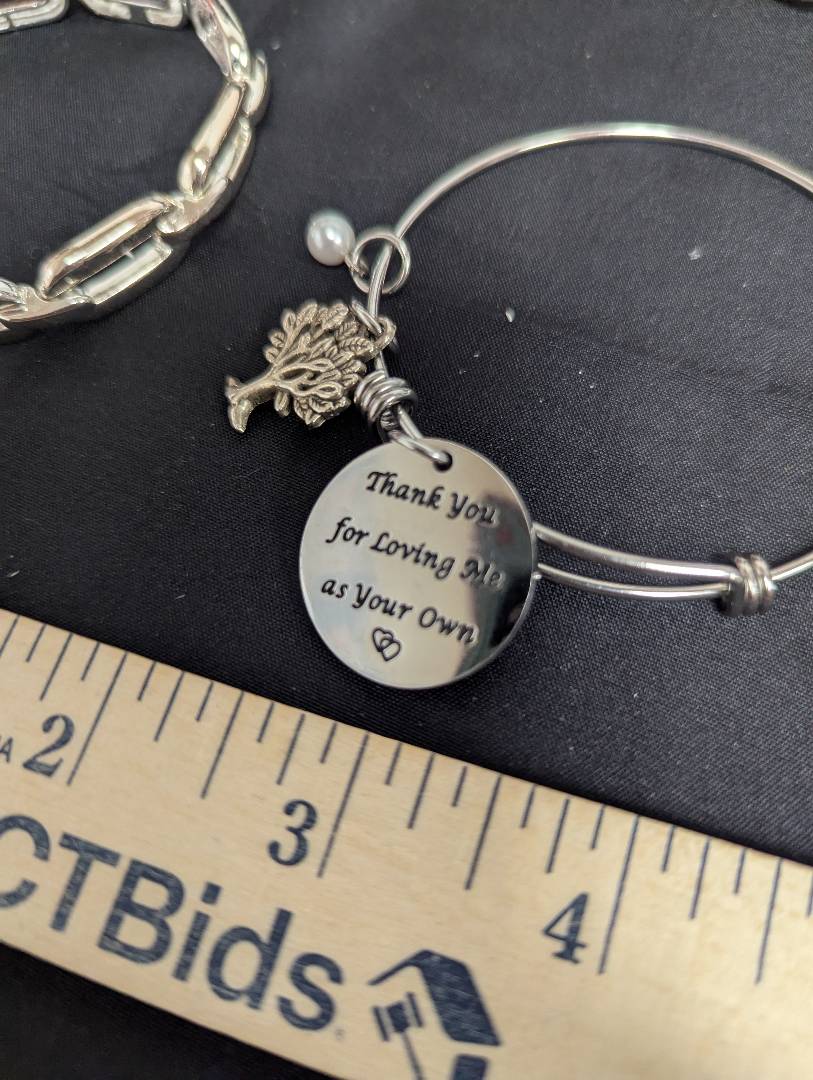 Thank You
for Loving Me
as Your Own
2
3
4
CTBids